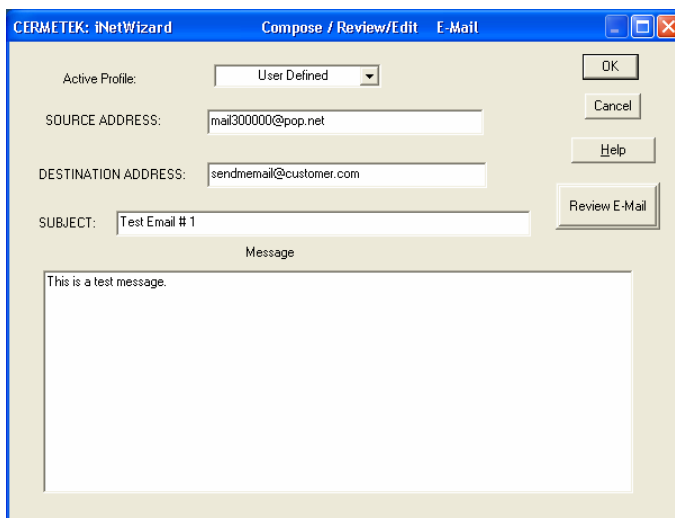 CERMETEK: iNetWizard Compose / Review/Edit E-Mail
Active Profile: User Defined OK
SOURCE ADDRESS: mail300000@pop.net Cancel
Help
DESTINATION ADDRESS: sendmemail@customer.com
SUBJECT: Test Email # 1 Review E-Mail
Message
This is a test message.